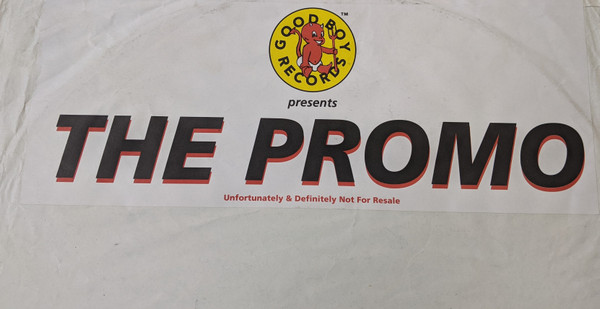 GOOD BOY
RECORDS
™
presents
THE PROMO
Unfortunately & Definitely Not For Resale